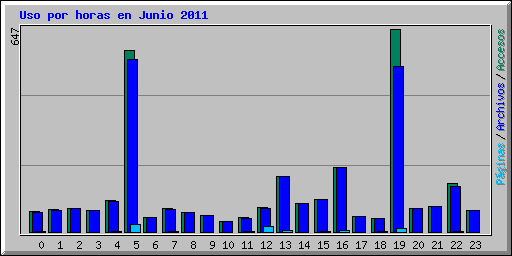 Uso por horas en Junio 2011
647
Páginas / Archivos / Accesos
0 1 2 3 4 5 6 7 8 9 10 11 12 13 14 15 16 17 18 19 20 21 22 23